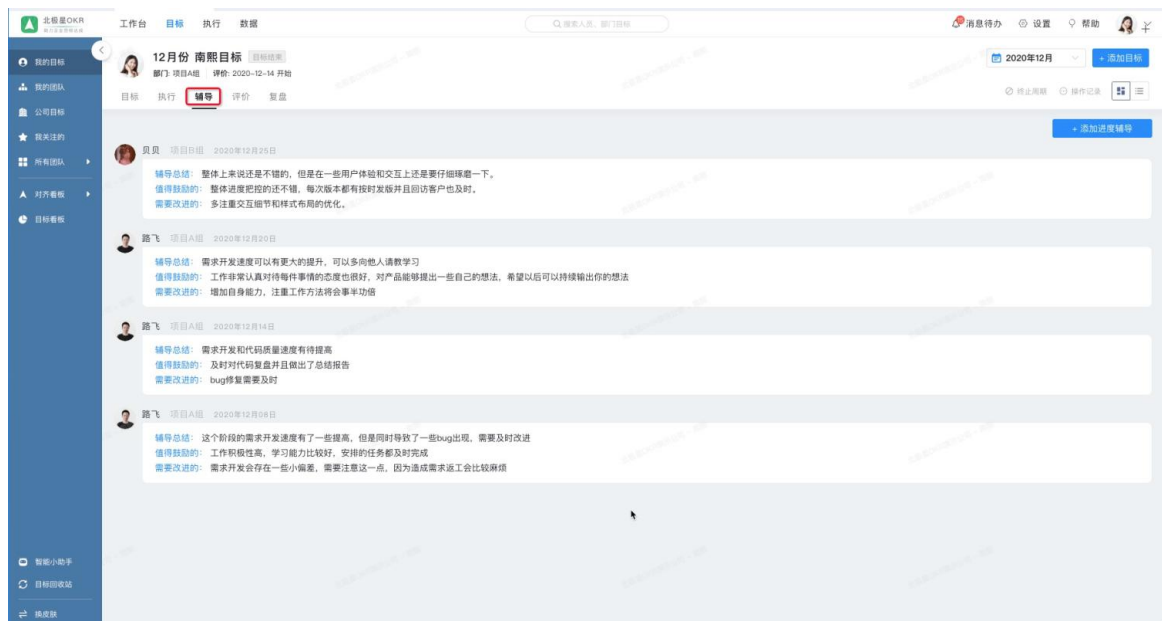 北极星OKR
工作台 目标 执行 数据
搜索人员、部门目标
消息待办 设置 帮助
我的目标
我的团队
公司目标
我关注的
所有团队
对齐看板
目标看板
智能小助手
目标回收站
换皮肤
12月份 南熙目标 目标结束
部门: 项目A组 评价: 2020-12-14 开始
2020年12月
+ 添加目标
目标 执行 辅导 评价 复盘
终止周期 操作记录
+ 添加进度辅导
贝贝 项目B组 2020年12月25日
辅导总结: 整体上来说还是不错的，但是在一些用户体验和交互上还是要仔细琢磨一下。
值得鼓励的: 整体进度把控的还不错，每次版本都有按时发版并且回访客户也及时。
需要改进的: 多注重交互细节和样式布局的优化。
路飞 项目A组 2020年12月20日
辅导总结: 需求开发速度可以有更大的提升，可以多向他人请教学习
值得鼓励的: 工作非常认真对待每件事情的态度也很好，对产品能够提出一些自己的想法，希望以后可以持续输出你的想法
需要改进的: 增加自身能力，注重工作方法将会事半功倍
路飞 项目A组 2020年12月14日
辅导总结: 需求开发和代码质量速度有待提高
值得鼓励的: 及时对代码复盘并且做出了总结报告
需要改进的: bug修复需要及时
路飞 项目A组 2020年12月08日
辅导总结: 这个阶段的需求开发速度有了一些提高，但是同时导致了一些bug出现，需要及时改进
值得鼓励的: 工作积极性高，学习能力比较好，安排的任务都及时完成
需要改进的: 需求开发会存在一些小偏差，需要注意这一点，因为造成需求返工会比较麻烦